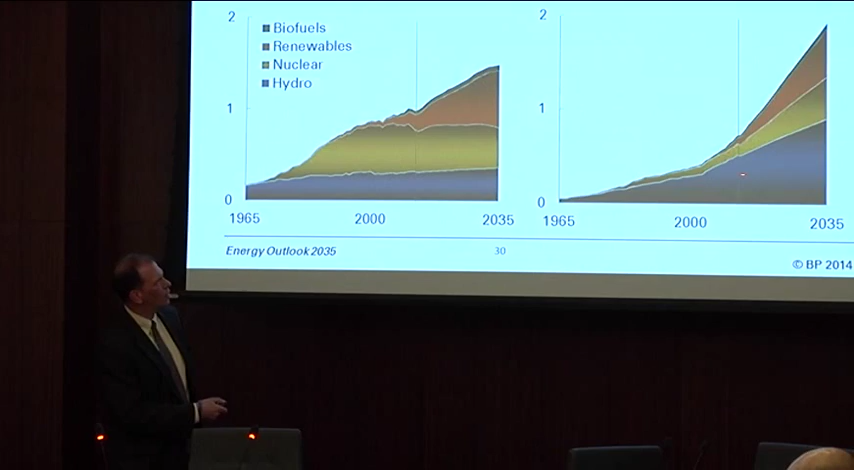 2
Biofuels
Renewables
Nuclear
Hydro
1
0
1965 2000 2035
2
1
0
1965 2000 2035
Energy Outlook 2035
30
© BP 2014